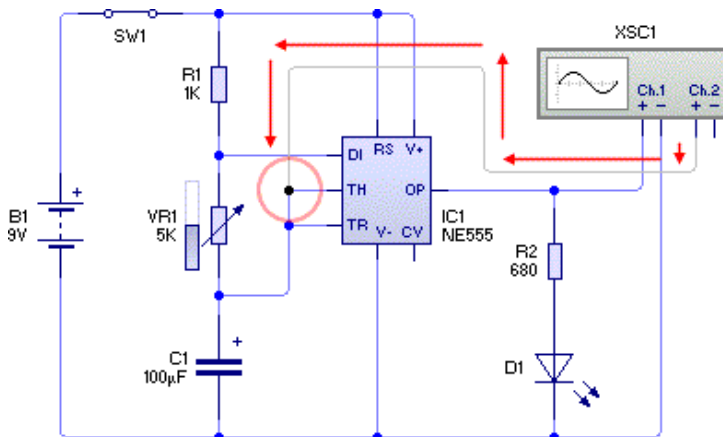 XSC1
SW1
Ch.1 Ch.2
+ − + −
R1
1K
DI RS V+
TH OP
TR V- CV
IC1
NE555
+
B1
9V
VR1
5K
R2
680
+
C1
100µF
D1